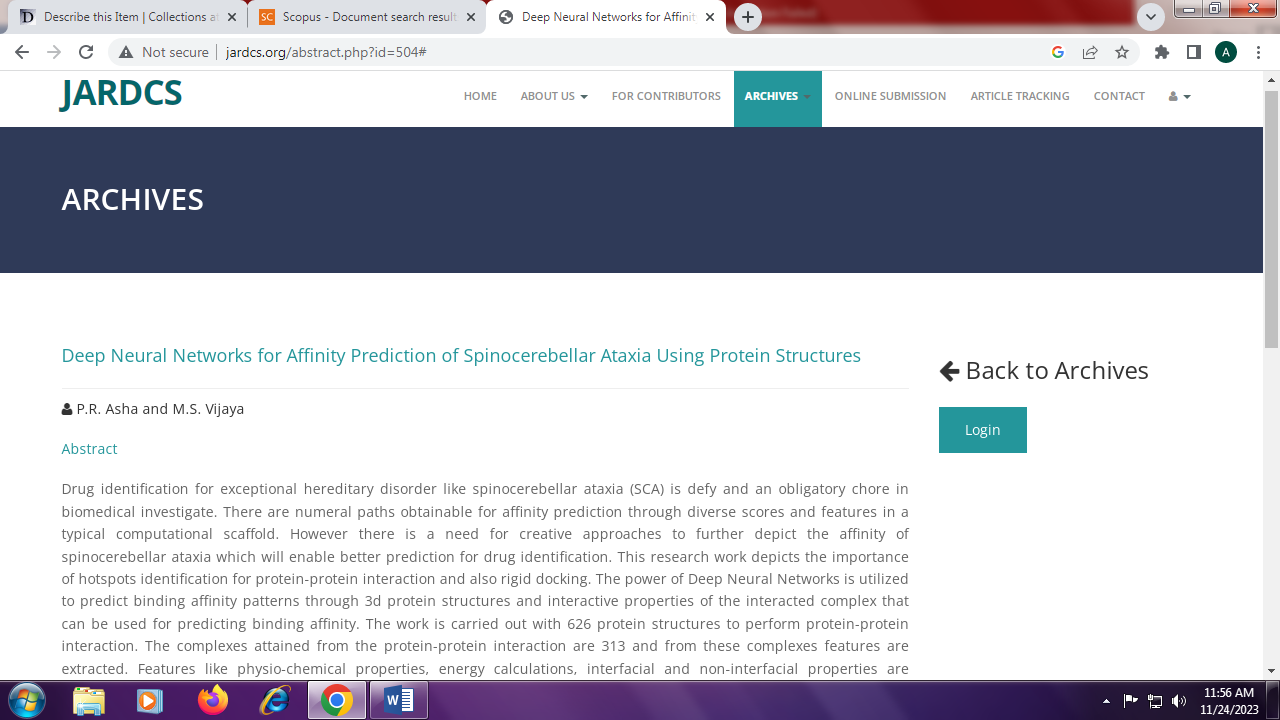 Describe this Item | Collections at
Scopus - Document search result
Deep Neural Networks for Affinit
Not secure
jardcs.org/abstract.php?id=504#
A
JARDCS
HOME
ABOUT US
FOR CONTRIBUTORS
ARCHIVES
ONLINE SUBMISSION
ARTICLE TRACKING
CONTACT
ARCHIVES
Deep Neural Networks for Affinity Prediction of Spinocerebellar Ataxia Using Protein Structures
P.R. Asha and M.S. Vijaya
Abstract
Drug identification for exceptional hereditary disorder like spinocerebellar ataxia (SCA) is defy and an obligatory chore in
biomedical investigate. There are numeral paths obtainable for affinity prediction through diverse scores and features in a
typical computational scaffold. However there is a need for creative approaches to further depict the affinity of
spinocerebellar ataxia which will enable better prediction for drug identification. This research work depicts the importance
of hotspots identification for protein-protein interaction and also rigid docking. The power of Deep Neural Networks is utilized
to predict binding affinity patterns through 3d protein structures and interactive properties of the interacted complex that
can be used for predicting binding affinity. The work is carried out with 626 protein structures to perform protein-protein
interaction. The complexes attained from the protein-protein interaction are 313 and from these complexes features are
extracted. Features like physio-chemical properties, energy calculations, interfacial and non-interfacial properties are
Back to Archives
Login
11:56 AM
11/24/2023